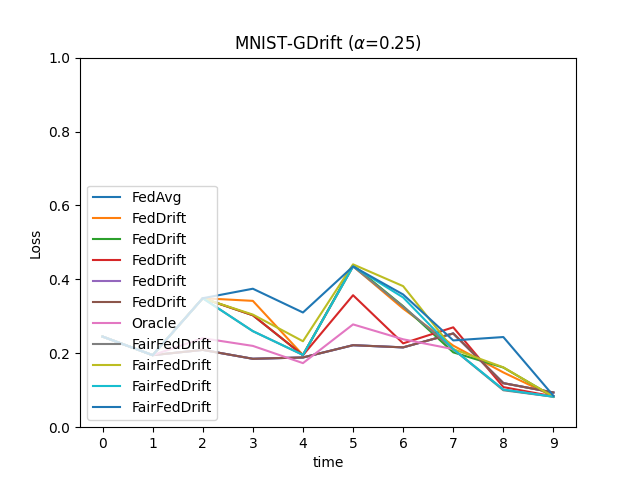 MNIST-GDrift (α=0.25)
1.0
0.8
0.6
0.4
0.2
0.0
Loss
FedAvg
FedDrift
FedDrift
FedDrift
FedDrift
FedDrift
Oracle
FairFedDrift
FairFedDrift
FairFedDrift
FairFedDrift
0 1 2 3 4 5 6 7 8 9
time